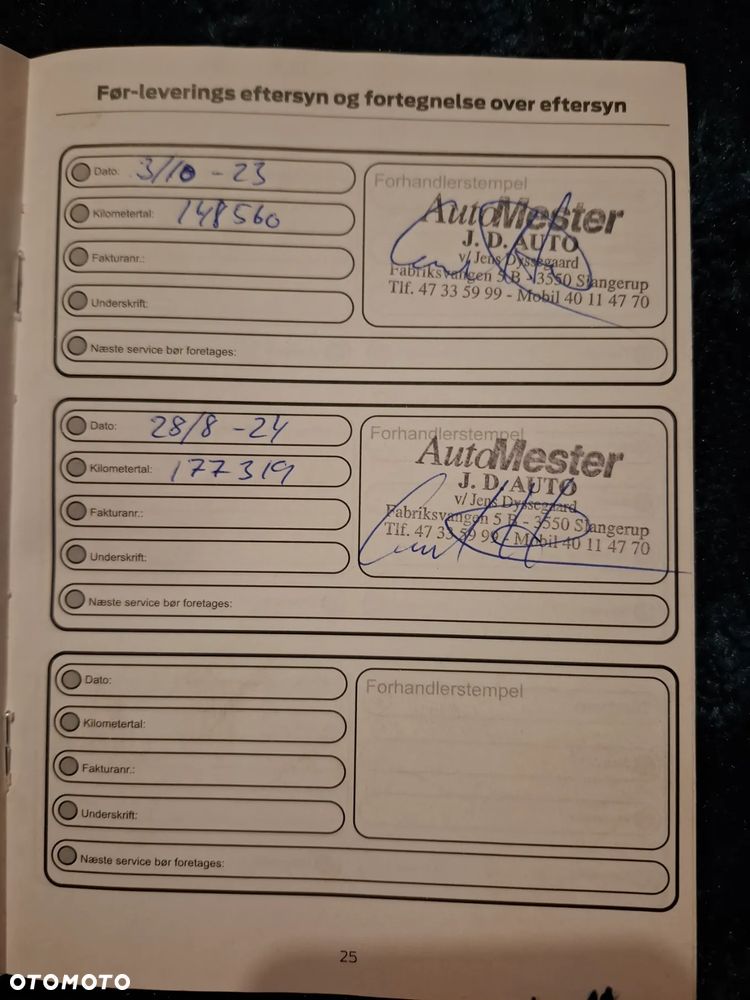 Før-leverings eftersyn og fortegnelse over eftersyn
Dato: 3/10 - 23
Kilometertal: 148560
Fakturanr.:
Underskrift:
Næste service bør foretages:
Forhandlerstempel
AutoMester
J. D. AUTO
v/ Jens Dyssegaard
Fabriksvangen 5 B - 3550 Slangerup
Tlf. 47 33 59 99 - Mobil 40 11 47 70
Dato: 28/8 - 24
Kilometertal: 177319
Fakturanr.:
Underskrift:
Næste service bør foretages:
Forhandlerstempel
AutoMester
J. D. AUTO
v/ Jens Dyssegaard
Fabriksvangen 5 B - 3550 Slangerup
Tlf. 47 33 59 99 - Mobil 40 11 47 70
Dato:
Kilometertal:
Fakturanr.:
Underskrift:
Næste service bør foretages:
Forhandlerstempel
25
OTOMOTO